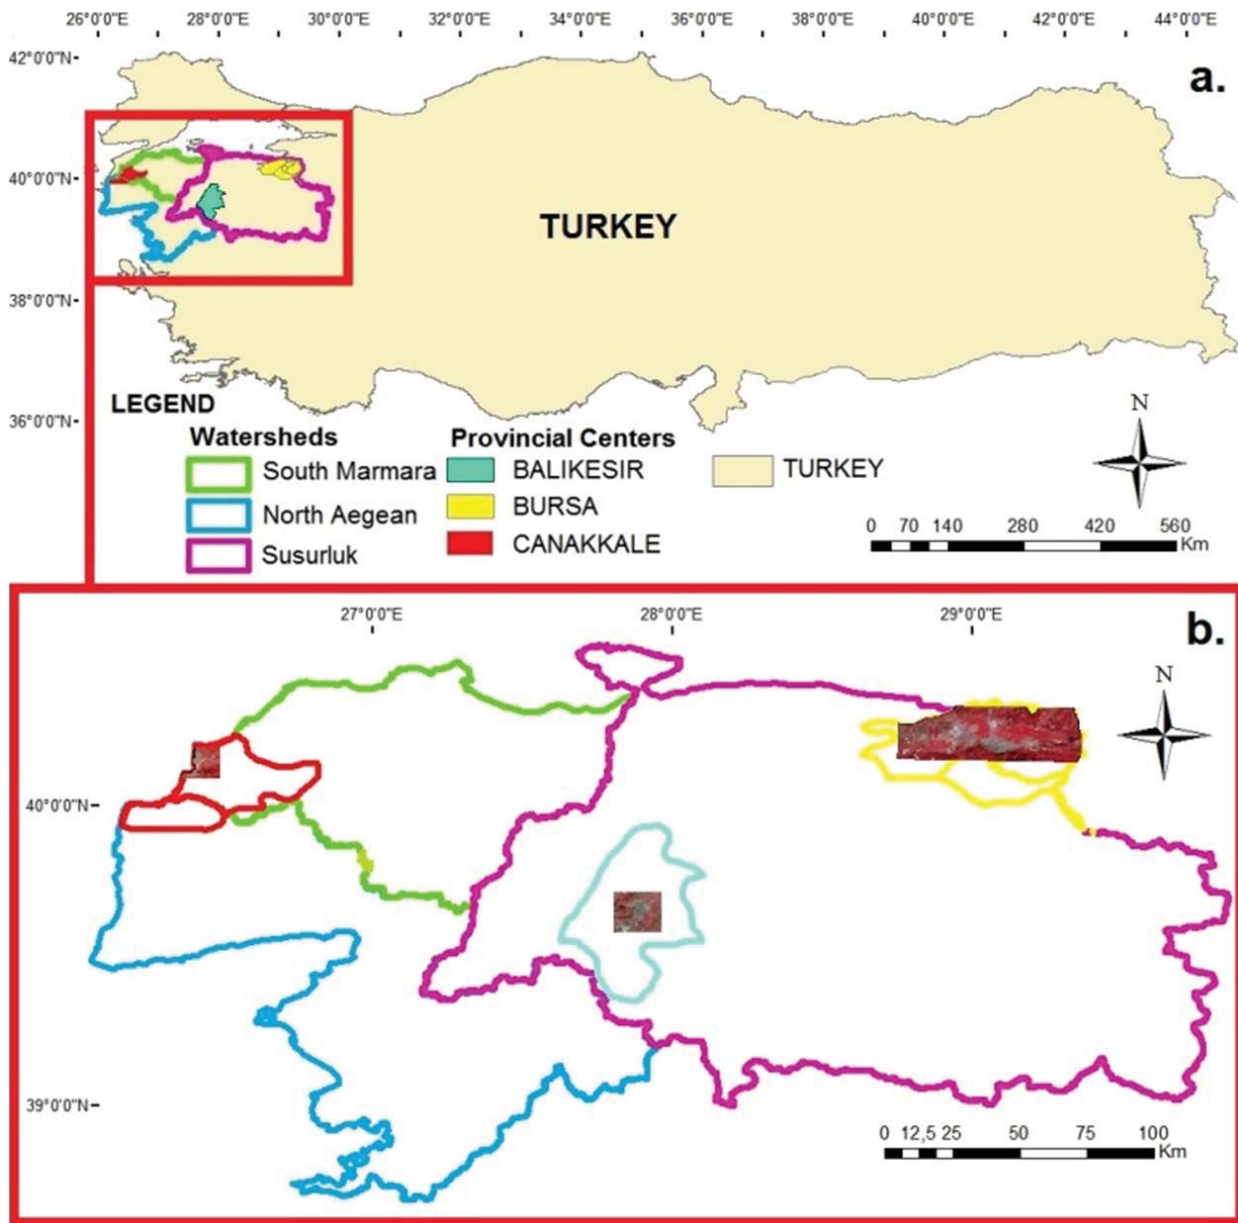 26°0'0"E 28°0'0"E 30°0'0"E 32°0'0"E 34°0'0"E 36°0'0"E 38°0'0"E 40°0'0"E 42°0'0"E 44°0'0"E
42°0'0"N
a.
40°0'0"N
TURKEY
38°0'0"N
36°0'0"N
LEGEND
Watersheds
South Marmara
North Aegean
Susurluk
Provincial Centers
BALIKESIR
BURSA
CANAKKALE
TURKEY
N
0 70 140 280 420 560
Km
27°0'0"E 28°0'0"E 29°0'0"E
b.
N
40°0'0"N
39°0'0"N
0 12,5 25 50 75 100
Km